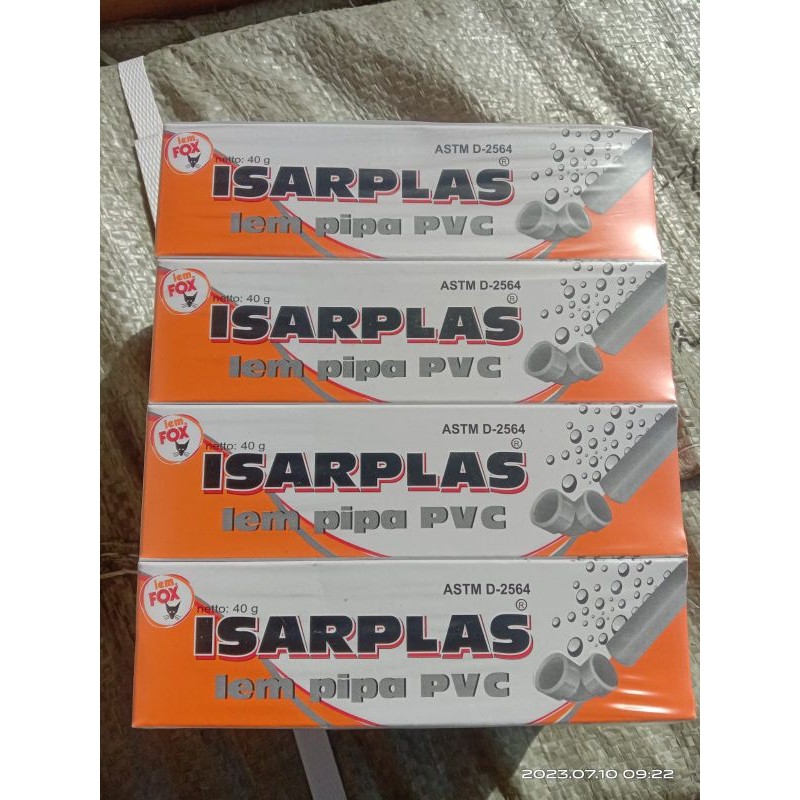 lem
FOX
netto: 40 g
ASTM D-2564
ISARPLAS®
lem pipa PVC
lem
FOX
netto: 40 g
ASTM D-2564
ISARPLAS®
lem pipa PVC
lem
FOX
netto: 40 g
ASTM D-2564
ISARPLAS®
lem pipa PVC
lem
FOX
netto: 40 g
ASTM D-2564
ISARPLAS®
lem pipa PVC
2023.07.10 09:22